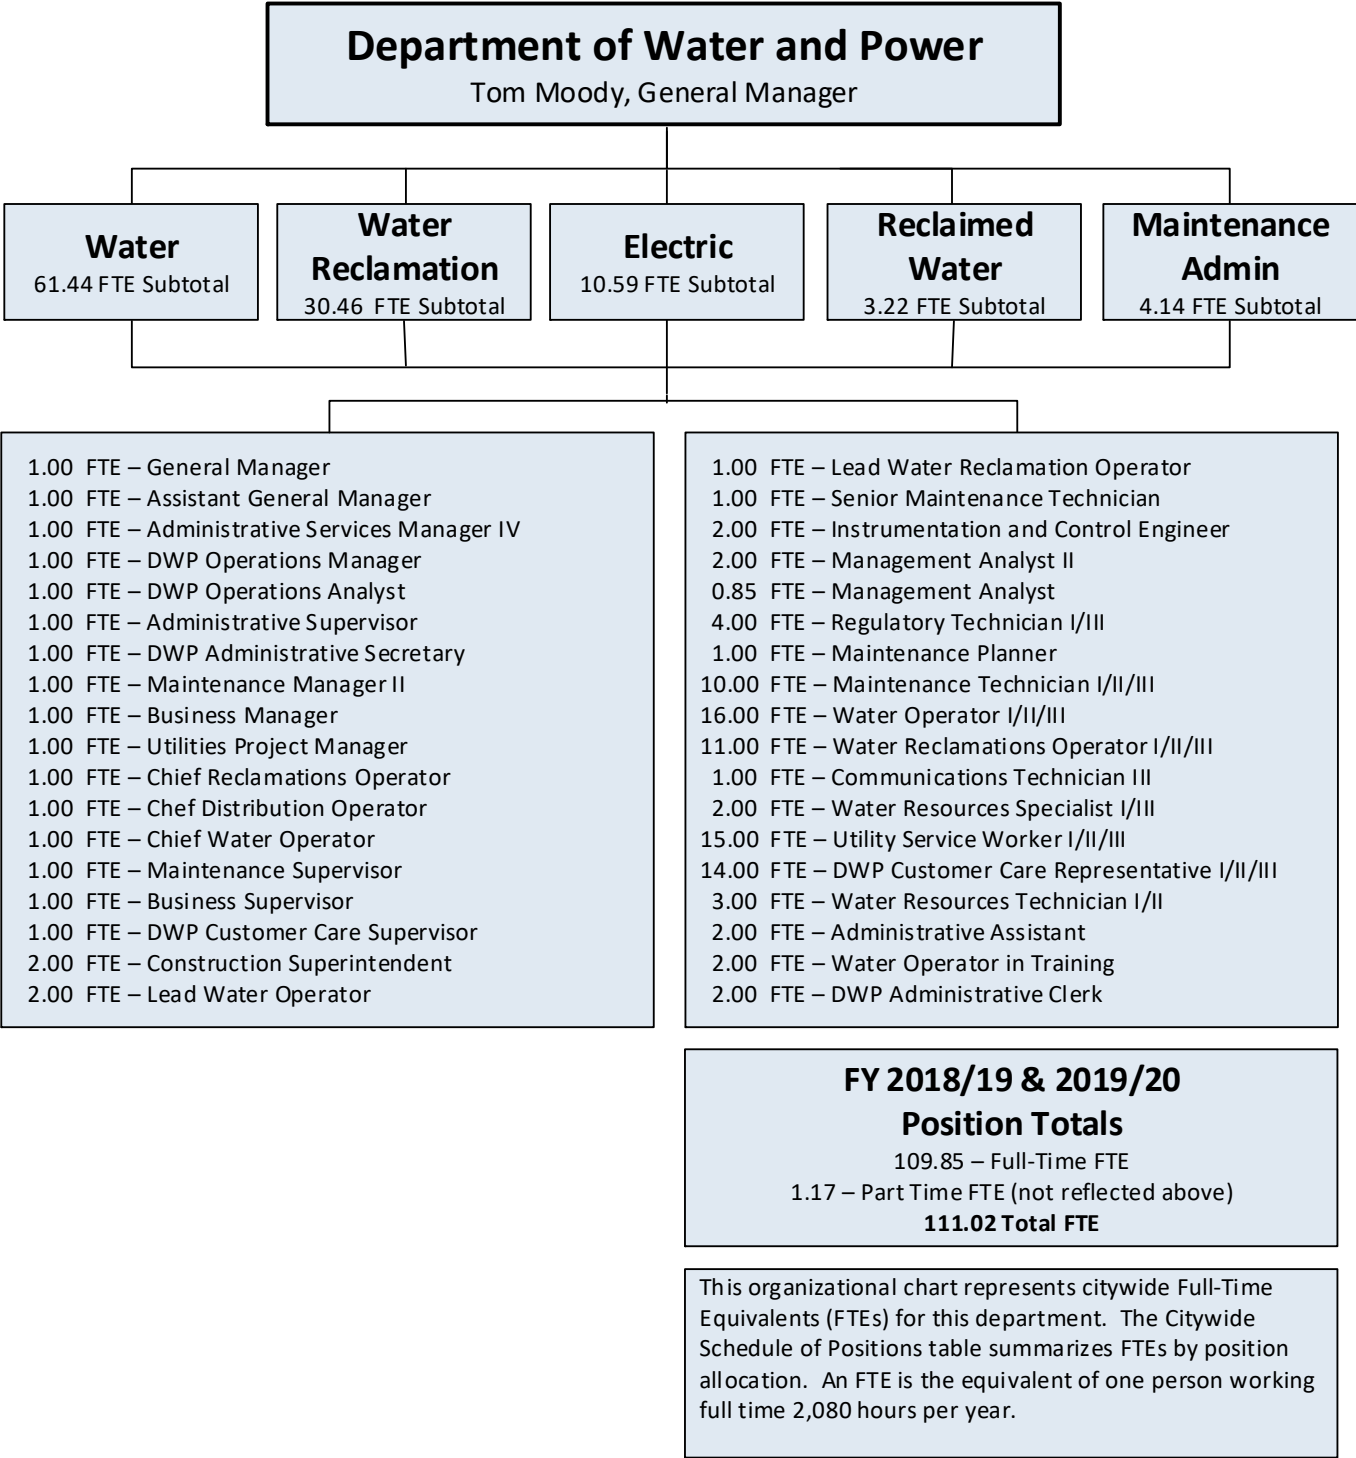 Department of Water and Power
Tom Moody, General Manager
Water
61.44 FTE Subtotal
Water
Reclamation
30.46 FTE Subtotal
Electric
10.59 FTE Subtotal
Reclaimed
Water
3.22 FTE Subtotal
Maintenance
Admin
4.14 FTE Subtotal
1.00 FTE – General Manager
1.00 FTE – Assistant General Manager
1.00 FTE – Administrative Services Manager IV
1.00 FTE – DWP Operations Manager
1.00 FTE – DWP Operations Analyst
1.00 FTE – Administrative Supervisor
1.00 FTE – DWP Administrative Secretary
1.00 FTE – Maintenance Manager II
1.00 FTE – Business Manager
1.00 FTE – Utilities Project Manager
1.00 FTE – Chief Reclamations Operator
1.00 FTE – Chef Distribution Operator
1.00 FTE – Chief Water Operator
1.00 FTE – Maintenance Supervisor
1.00 FTE – Business Supervisor
1.00 FTE – DWP Customer Care Supervisor
2.00 FTE – Construction Superintendent
2.00 FTE – Lead Water Operator
1.00 FTE – Lead Water Reclamation Operator
1.00 FTE – Senior Maintenance Technician
2.00 FTE – Instrumentation and Control Engineer
2.00 FTE – Management Analyst II
0.85 FTE – Management Analyst
4.00 FTE – Regulatory Technician I/III
1.00 FTE – Maintenance Planner
10.00 FTE – Maintenance Technician I/II/III
16.00 FTE – Water Operator I/II/III
11.00 FTE – Water Reclamations Operator I/II/III
1.00 FTE – Communications Technician III
2.00 FTE – Water Resources Specialist I/III
15.00 FTE – Utility Service Worker I/II/III
14.00 FTE – DWP Customer Care Representative I/II/III
3.00 FTE – Water Resources Technician I/II
2.00 FTE – Administrative Assistant
2.00 FTE – Water Operator in Training
2.00 FTE – DWP Administrative Clerk
FY 2018/19 & 2019/20
Position Totals
109.85 – Full-Time FTE
1.17 – Part Time FTE (not reflected above)
111.02 Total FTE
This organizational chart represents citywide Full-Time
Equivalents (FTEs) for this department. The Citywide
Schedule of Positions table summarizes FTEs by position
allocation. An FTE is the equivalent of one person working
full time 2,080 hours per year.